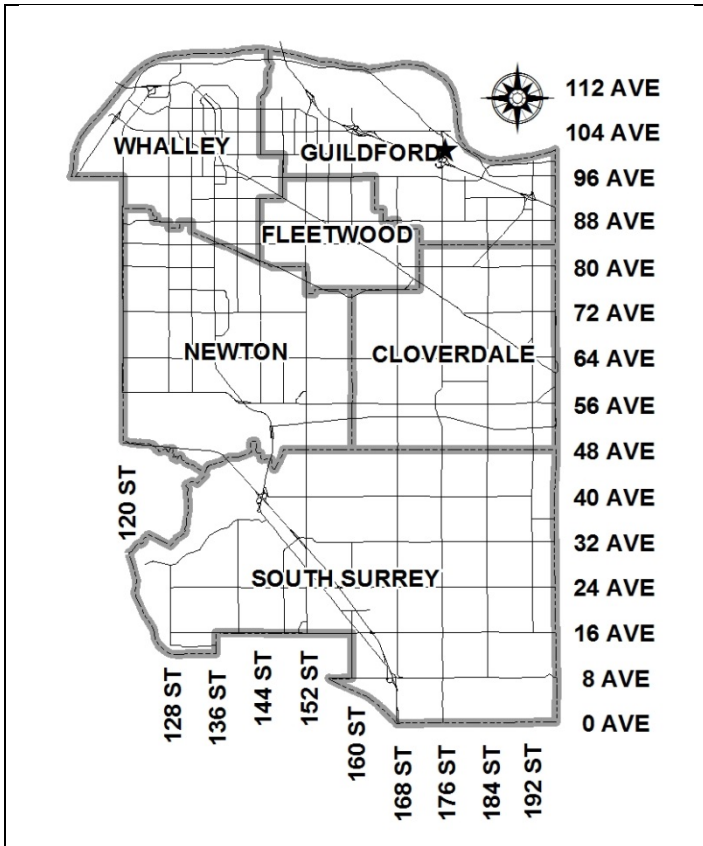 112 AVE
104 AVE
WHALLEY
GUILDFORD
96 AVE
88 AVE
FLEETWOOD
80 AVE
72 AVE
NEWTON
CLOVERDALE
64 AVE
56 AVE
48 AVE
120 ST
40 AVE
32 AVE
SOUTH SURREY
24 AVE
16 AVE
8 AVE
0 AVE
128 ST
136 ST
144 ST
152 ST
160 ST
168 ST
176 ST
184 ST
192 ST